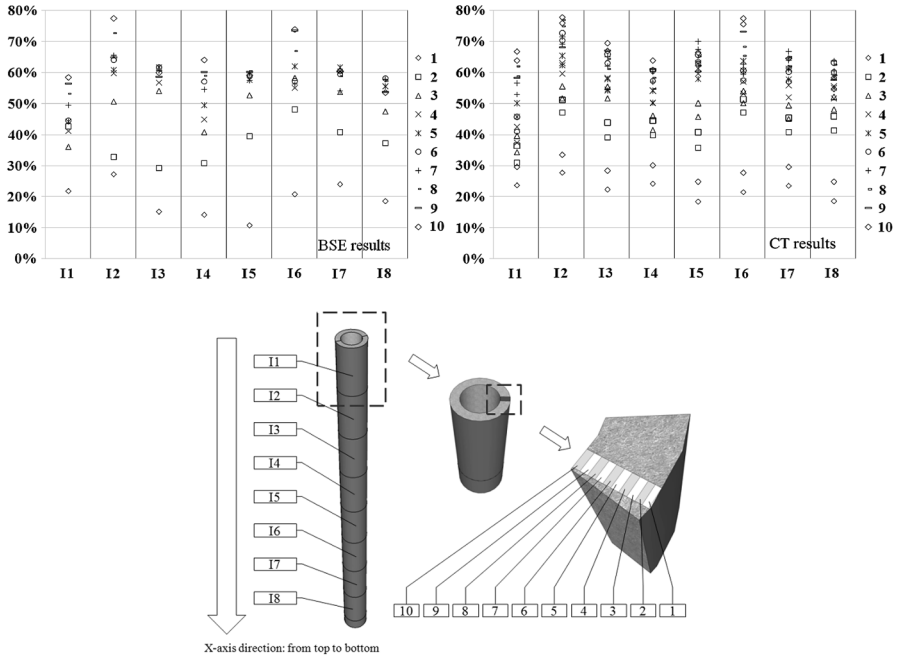 80%
70%
60%
50%
40%
30%
20%
10%
0%
I1 I2 I3 I4 I5 I6 I7 I8
BSE results
1
2
3
4
5
6
7
8
9
10
80%
70%
60%
50%
40%
30%
20%
10%
0%
I1 I2 I3 I4 I5 I6 I7 I8
CT results
1
2
3
4
5
6
7
8
9
10
I1
I2
I3
I4
I5
I6
I7
I8
10 9 8 7 6 5 4 3 2 1
X-axis direction: from top to bottom